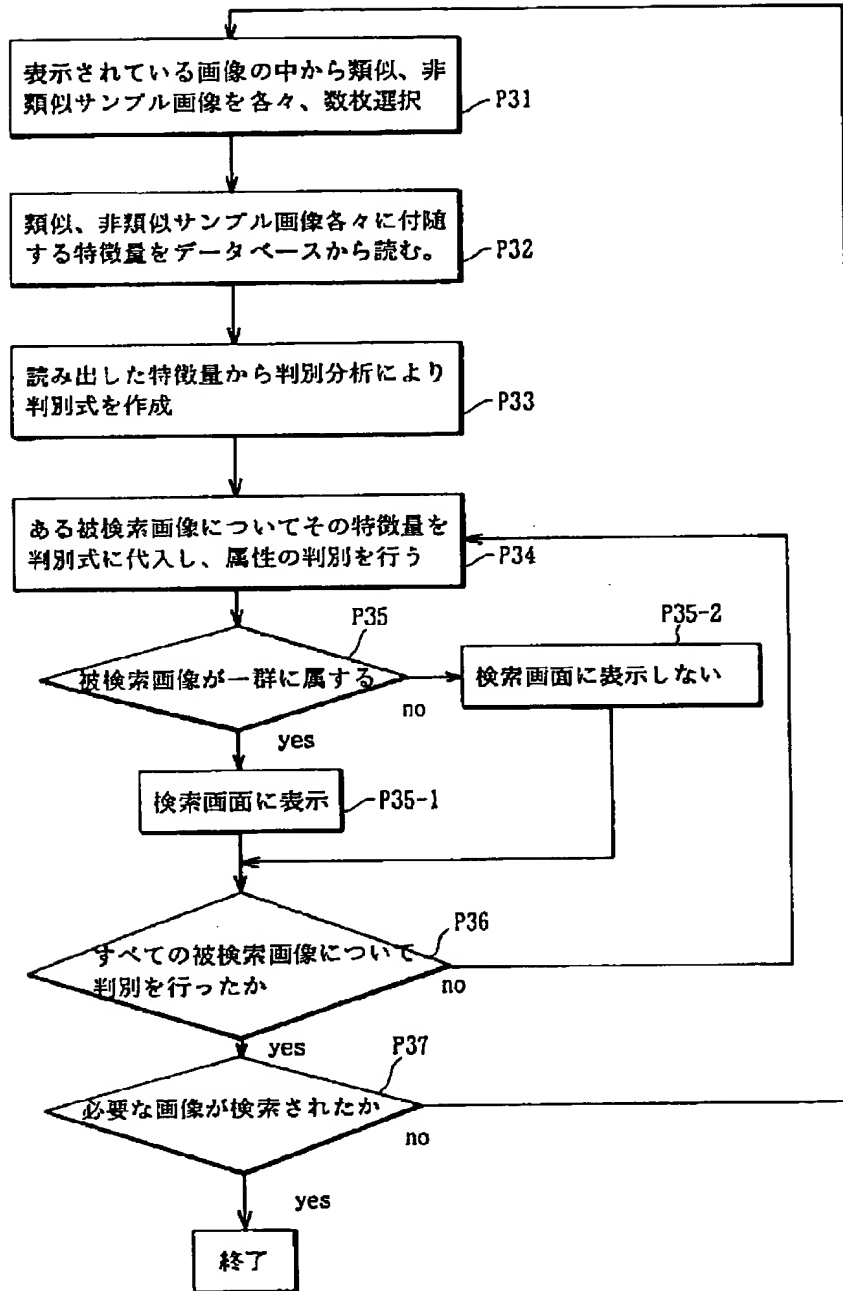 表示されている画像の中から類似、非
類似サンプル画像を各々、数枚選択
P31
類似、非類似サンプル画像各々に付随
する特徴量をデータベースから読む。
P32
読み出した特徴量から判別分析により
判別式を作成
P33
ある被検索画像についてその特徴量を
判別式に代入し、属性の判別を行う
P34
P35
被検索画像が一群に属する
no
yes
P35-2
検索画面に表示しない
検索画面に表示
P35-1
P36
すべての被検索画像について
判別を行ったか
no
yes
P37
必要な画像が検索されたか
no
yes
終了